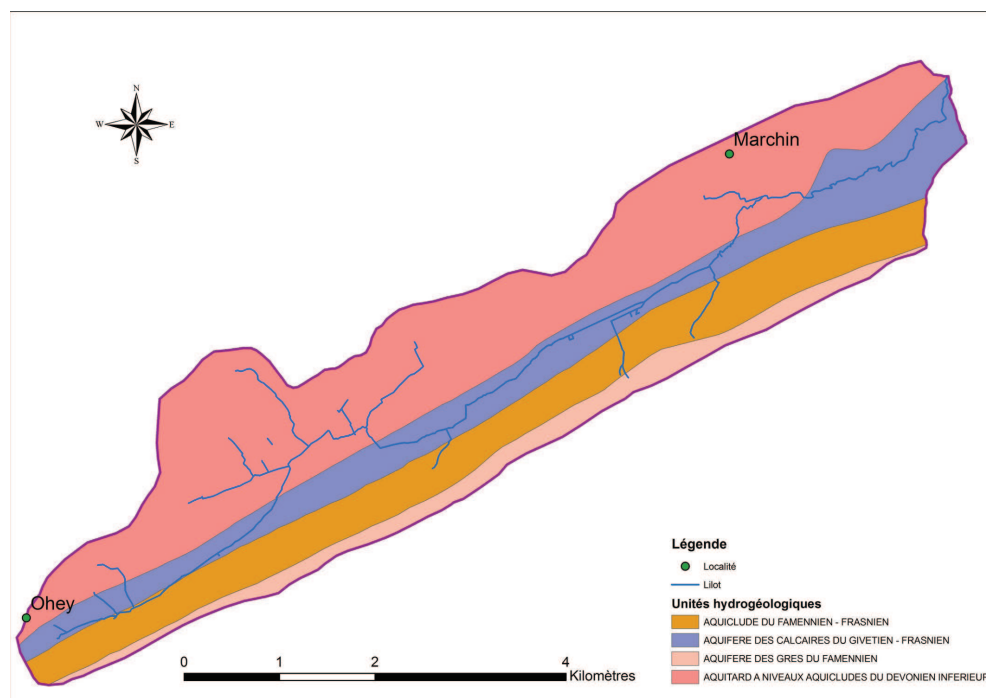 N
W E
S
Marchin
Ohey
0 1 2 4
Kilomètres
Légende
Localité
Lilot
Unités hydrogéologiques
AQUICLUDE DU FAMENNIEN - FRASNIEN
AQUIFERE DES CALCAIRES DU GIVETIEN - FRASNIEN
AQUIFERE DES GRES DU FAMENNIEN
AQUITARD A NIVEAUX AQUICLUDES DU DEVONIEN INFERIEUR